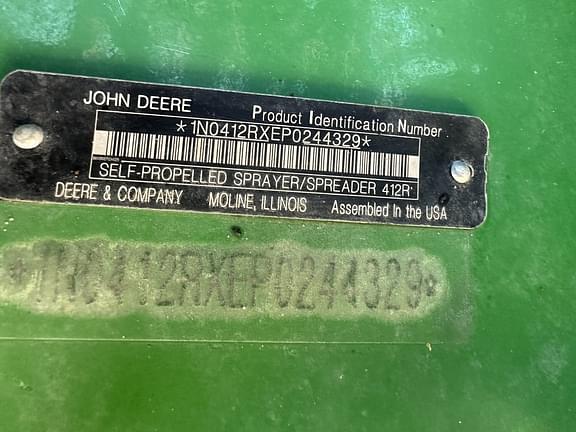 JOHN DEERE
Product Identification Number
*1N0412RXEP0244329*
SELF-PROPELLED SPRAYER/SPREADER 412R
DEERE & COMPANY MOLINE, ILLINOIS Assembled in the USA
*1N0412RXEP0244329*